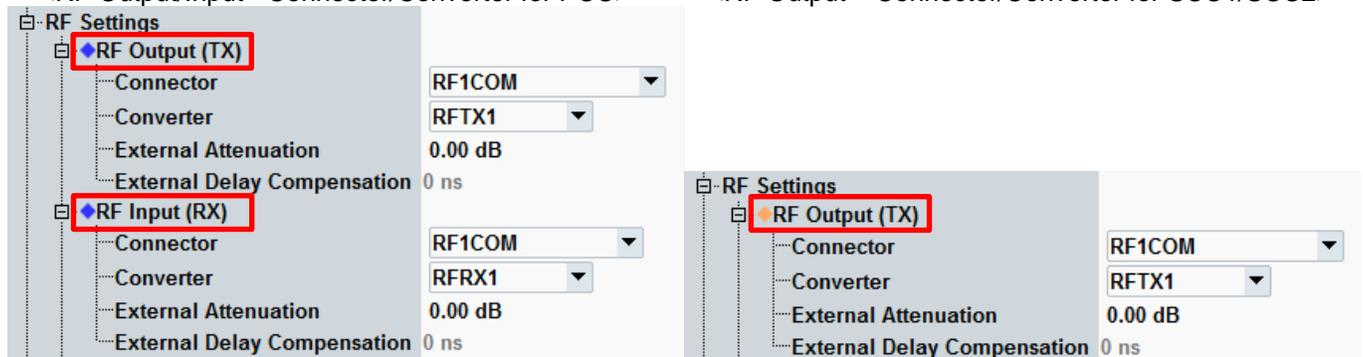 RF Settings
RF Output (TX)
Connector RF1COM
Converter RFTX1
External Attenuation 0.00 dB
External Delay Compensation 0 ns
RF Input (RX)
Connector RF1COM
Converter RFRX1
External Attenuation 0.00 dB
External Delay Compensation 0 ns
RF Settings
RF Output (TX)
Connector RF1COM
Converter RFTX1
External Attenuation 0.00 dB
External Delay Compensation 0 ns